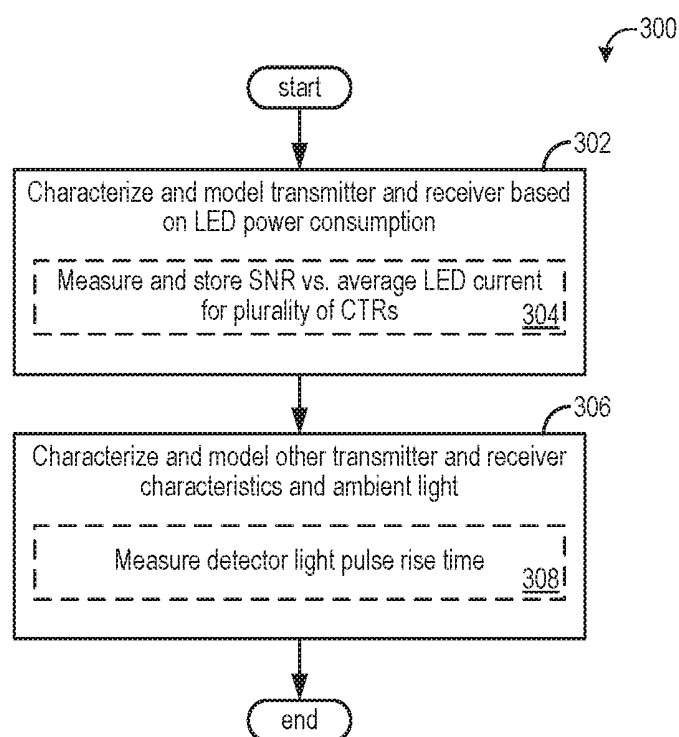 300
start
302
Characterize and model transmitter and receiver based
on LED power consumption
Measure and store SNR vs. average LED current
for plurality of CTRs
304
306
Characterize and model other transmitter and receiver
characteristics and ambient light
Measure detector light pulse rise time
308
end